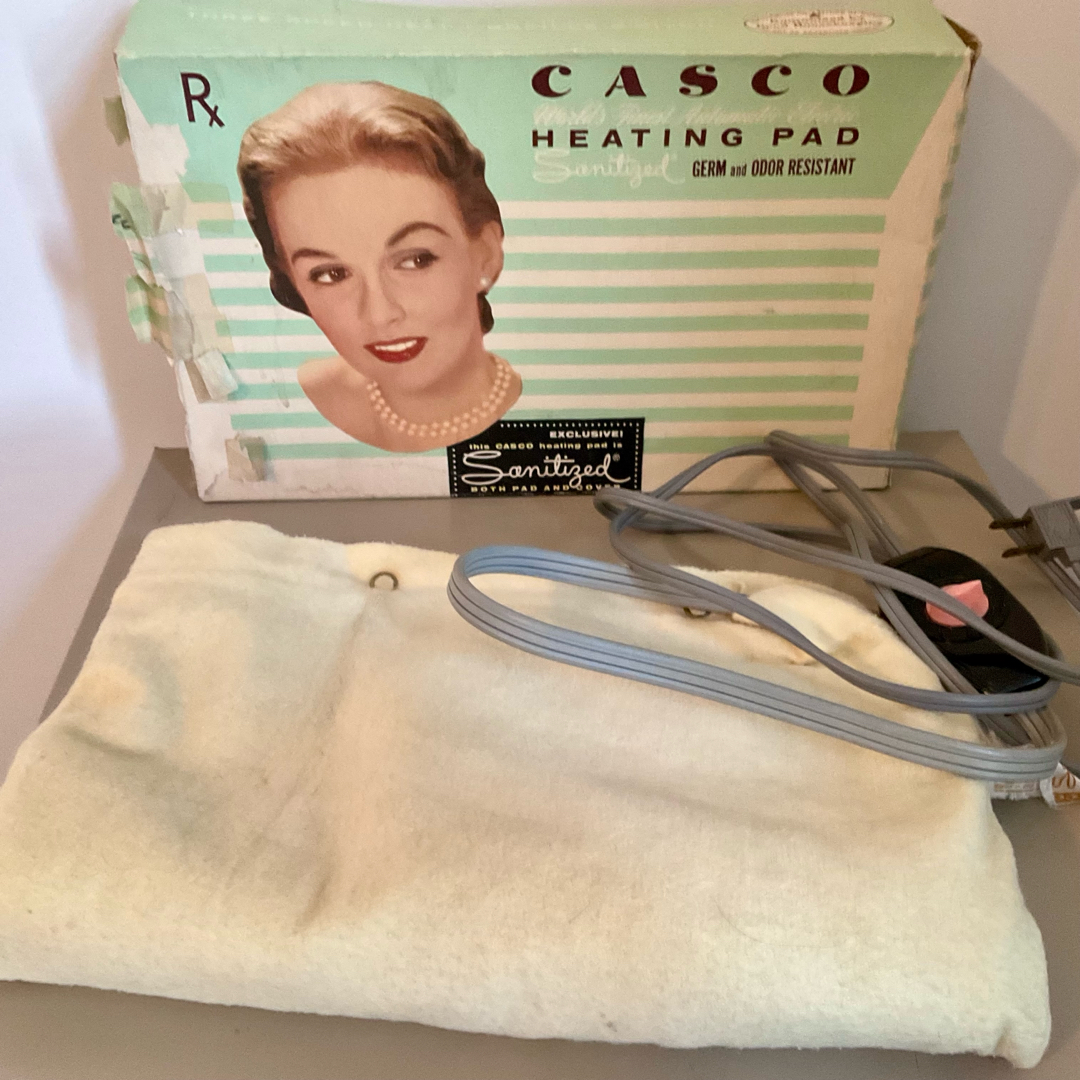 Rx
CASCO
World's Finest Automatic Electric
HEATING PAD
Sanitized GERM and ODOR RESISTANT
EXCLUSIVE!
this CASCO heating pad is
Sanitized®
BOTH PAD AND COVER